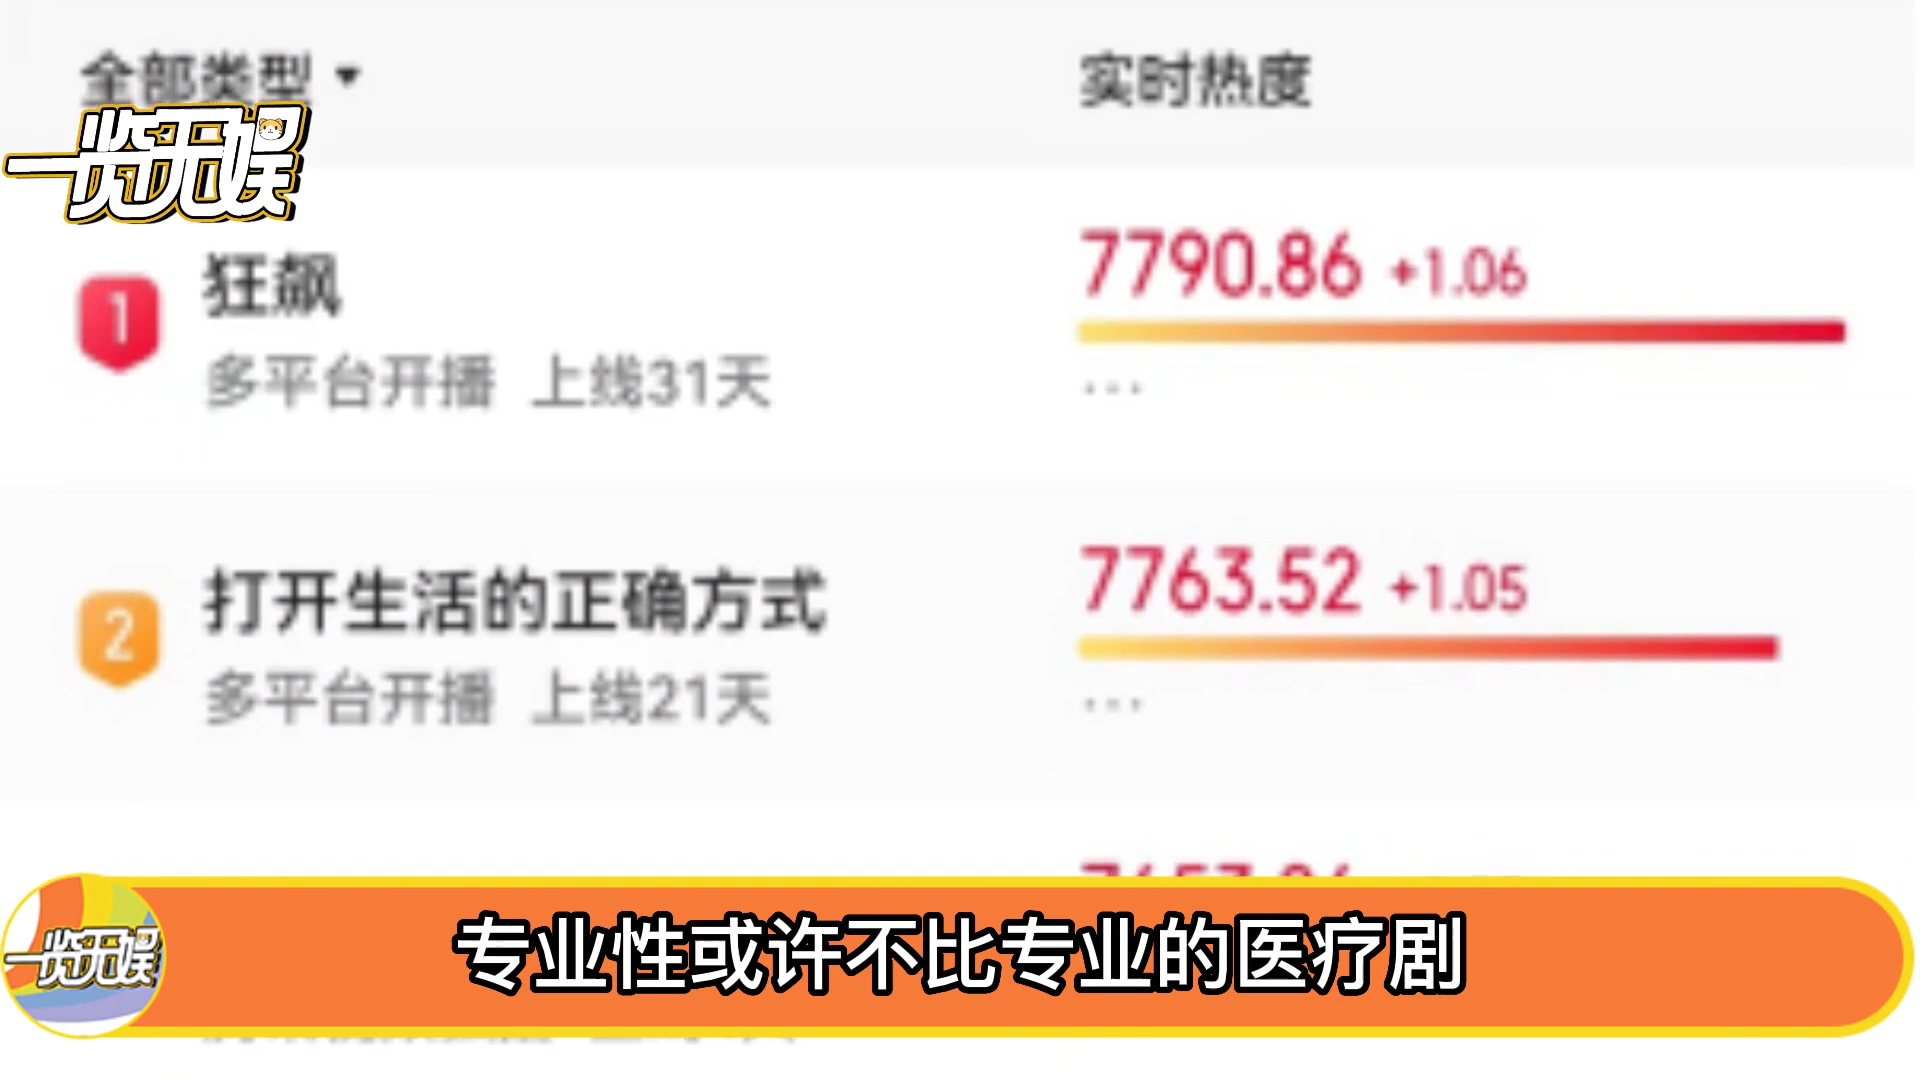 全部类型
实时热度
一览无娱
1
狂飙
7790.86 +1.06
多平台开播 上线31天
...
2
打开生活的正确方式
7763.52 +1.05
多平台开播 上线21天
...
一览无娱
专业性或许不比专业的医疗剧